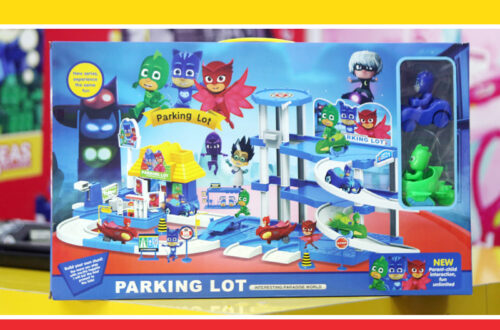 New series,
experience
the same
fun
Parking Lot
PARKING LOT
PARKING LOT
NEW
Parent-child
interaction,
fun
unlimited
PARKING LOT
INTERESTING PARADISE WORLD